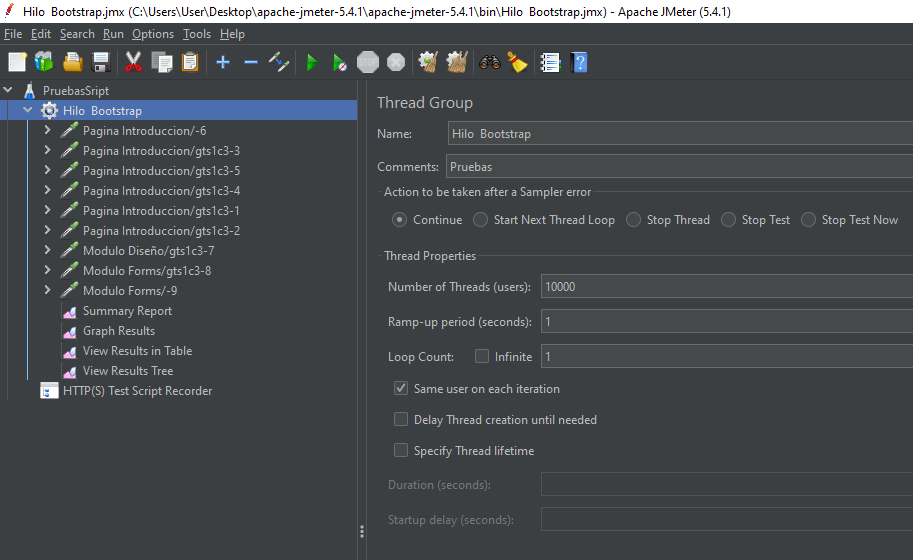 Hilo Bootstrap.jmx (C:\Users\User\Desktop\apache-jmeter-5.4.1\apache-jmeter-5.4.1\bin\Hilo Bootstrap.jmx) - Apache JMeter (5.4.1)
File Edit Search Run Options Tools Help
STOP
PruebasSript
Hilo Bootstrap
Pagina Introduccion/-6
Pagina Introduccion/gts1c3-3
Pagina Introduccion/gts1c3-5
Pagina Introduccion/gts1c3-4
Pagina Introduccion/gts1c3-1
Pagina Introduccion/gts1c3-2
Modulo Diseño/gts1c3-7
Modulo Forms/gts1c3-8
Modulo Forms/-9
Summary Report
Graph Results
View Results in Table
View Results Tree
HTTP(S) Test Script Recorder
Thread Group
Name: Hilo Bootstrap
Comments: Pruebas
Action to be taken after a Sampler error
Continue Start Next Thread Loop Stop Thread Stop Test Stop Test Now
Thread Properties
Number of Threads (users): 10000
Ramp-up period (seconds): 1
Loop Count: Infinite 1
Same user on each iteration
Delay Thread creation until needed
Specify Thread lifetime
Duration (seconds):
Startup delay (seconds):